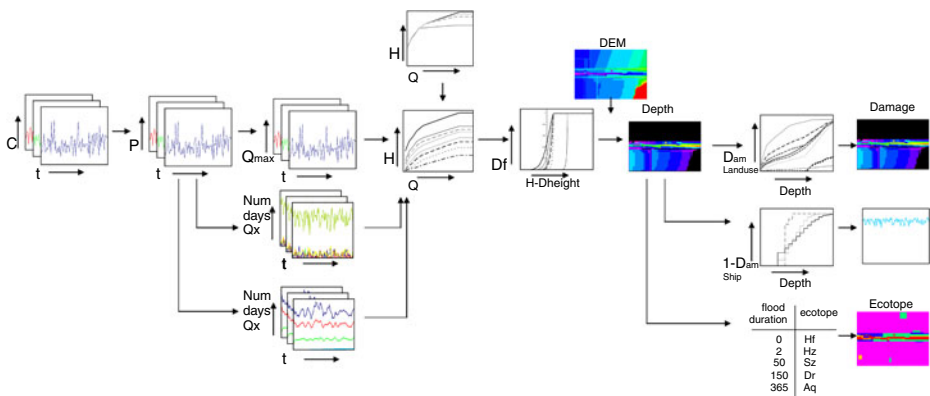 H
Q
DEM
C
t
P
t
Qmax
t
H
Q
Df
H-Dheight
Depth
Dam
Landuse
Depth
Damage
Num
days
Qx
t
1-Dam
Ship
Depth
Num
days
Qx
t
flood
duration
ecotope
0 Hf
2 Hz
50 Sz
150 Dr
365 Aq
Ecotope